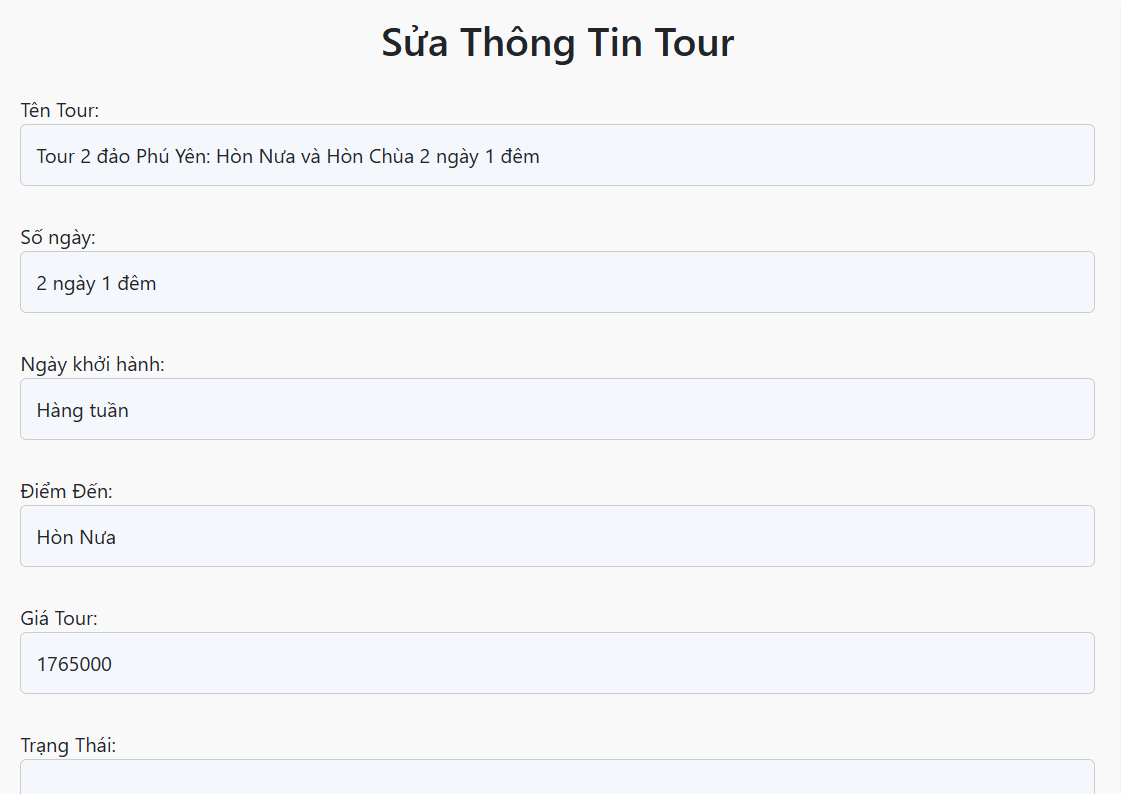 Sửa Thông Tin Tour
Tên Tour:
Tour 2 đảo Phú Yên: Hòn Nưa và Hòn Chùa 2 ngày 1 đêm
Số ngày:
2 ngày 1 đêm
Ngày khởi hành:
Hàng tuần
Điểm Đến:
Hòn Nưa
Giá Tour:
1765000
Trạng Thái: